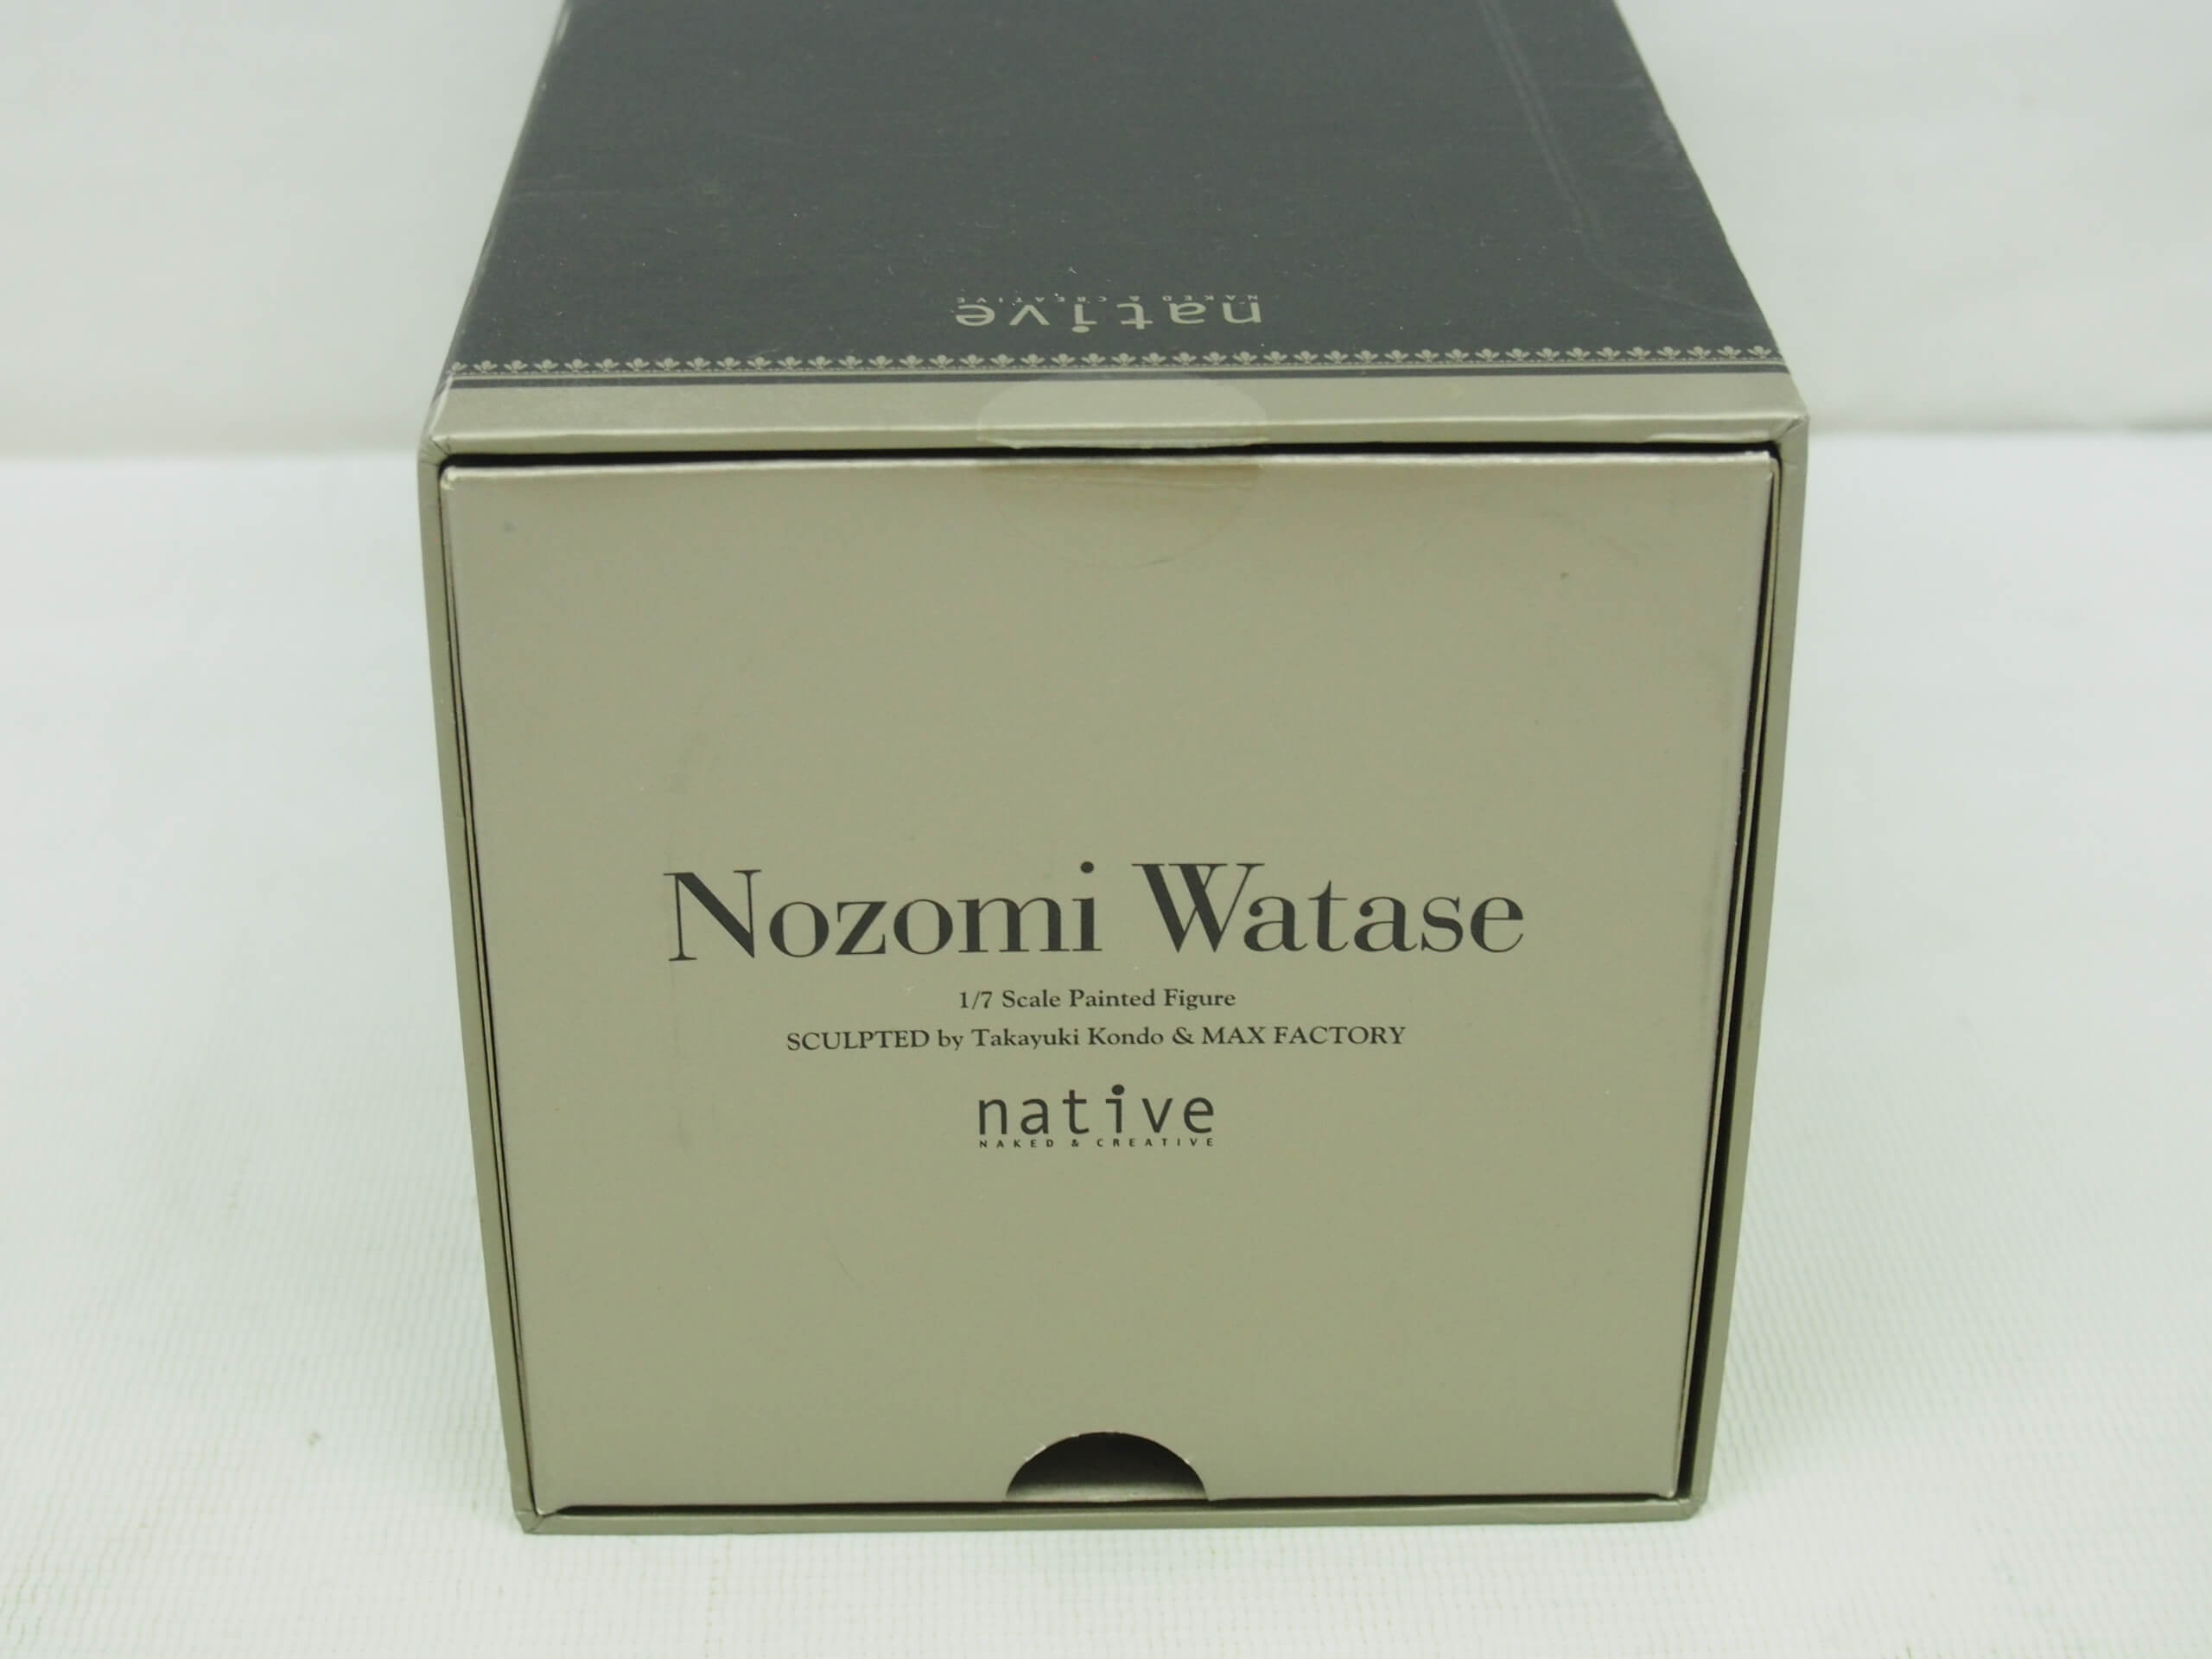 native
NAKED & CREATIVE
Nozomi Watase
1/7 Scale Painted Figure
SCULPTED by Takayuki Kondo & MAX FACTORY
native
NAKED & CREATIVE